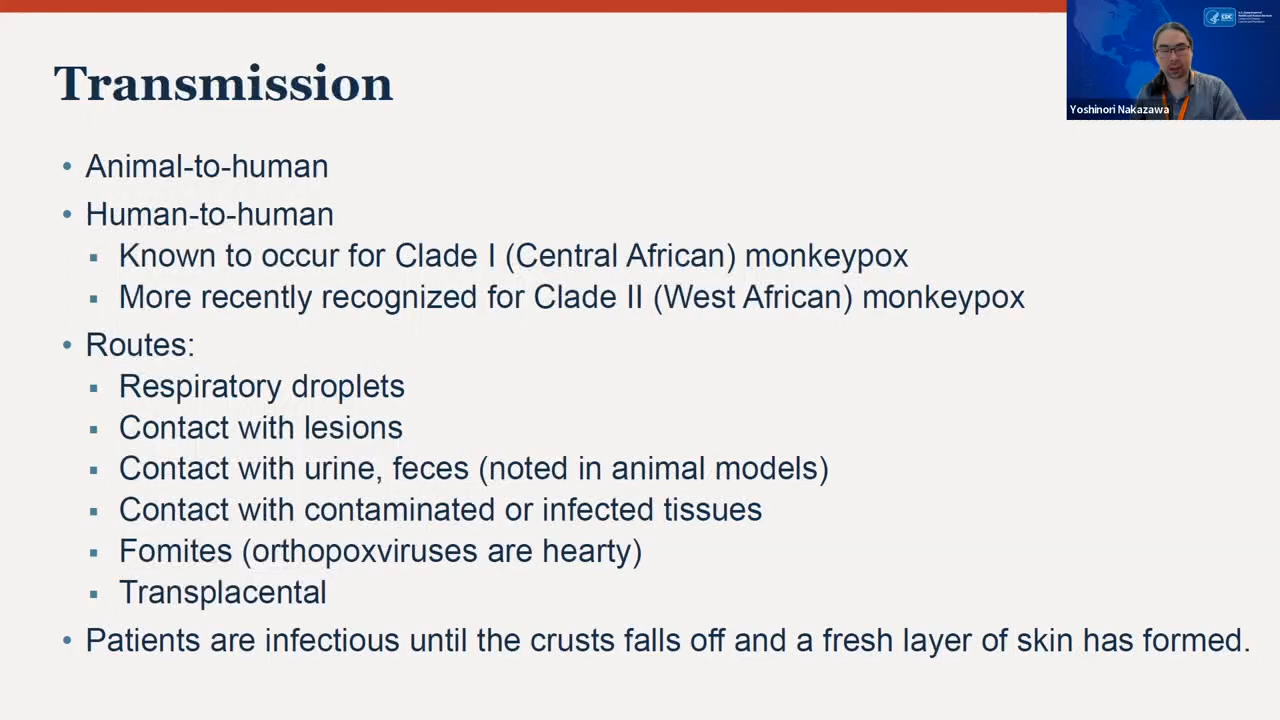 Transmission
CDC
Yoshinori Nakazawa
• Animal-to-human
• Human-to-human
▪ Known to occur for Clade I (Central African) monkeypox
▪ More recently recognized for Clade II (West African) monkeypox
• Routes:
▪ Respiratory droplets
▪ Contact with lesions
▪ Contact with urine, feces (noted in animal models)
▪ Contact with contaminated or infected tissues
▪ Fomites (orthopoxviruses are hearty)
▪ Transplacental
• Patients are infectious until the crusts falls off and a fresh layer of skin has formed.